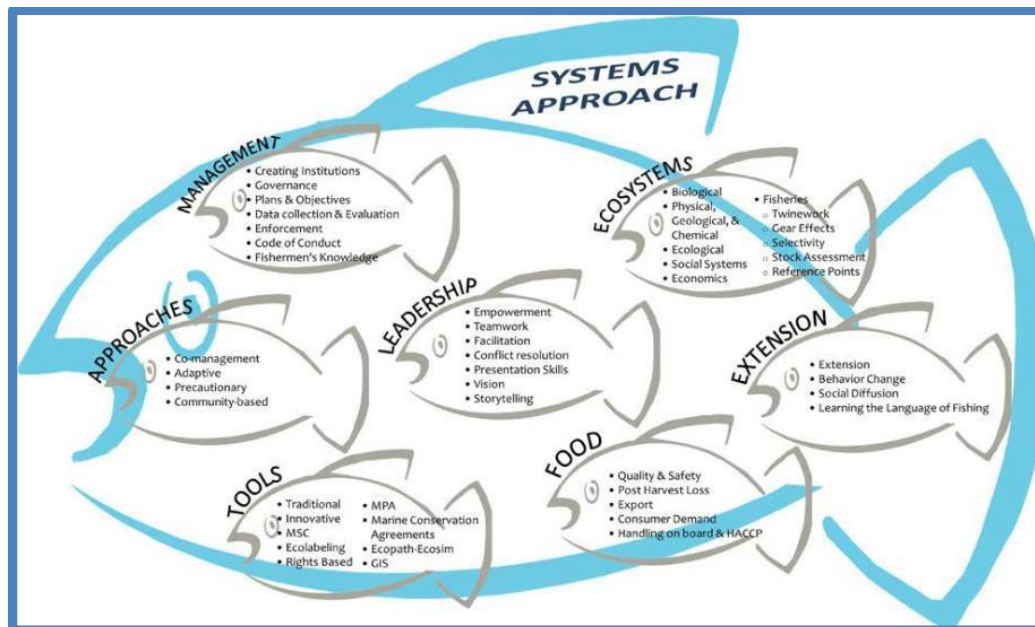 SYSTEMS
APPROACH
MANAGEMENT
• Creating Institutions
• Governance
• Plans & Objectives
• Data collection & Evaluation
• Enforcement
• Code of Conduct
• Fishermen's Knowledge
ECOSYSTEMS
• Biological
• Physical,
Geological, &
Chemical
• Ecological
• Social Systems
• Economics
• Fisheries
o Twinework
o Gear Effects
o Selectivity
o Stock Assessment
o Reference Points
APPROACHES
• Co-management
• Adaptive
• Precautionary
• Community-based
LEADERSHIP
• Empowerment
• Teamwork
• Facilitation
• Conflict resolution
• Presentation Skills
• Vision
• Storytelling
EXTENSION
• Extension
• Behavior Change
• Social Diffusion
• Learning the Language of Fishing
TOOLS
• Traditional
• Innovative
• MSC
• Ecolabeling
• Rights Based
• MPA
• Marine Conservation
Agreements
• Ecopath-Ecosim
• GIS
FOOD
• Quality & Safety
• Post Harvest Loss
• Export
• Consumer Demand
• Handling on board & HACCP